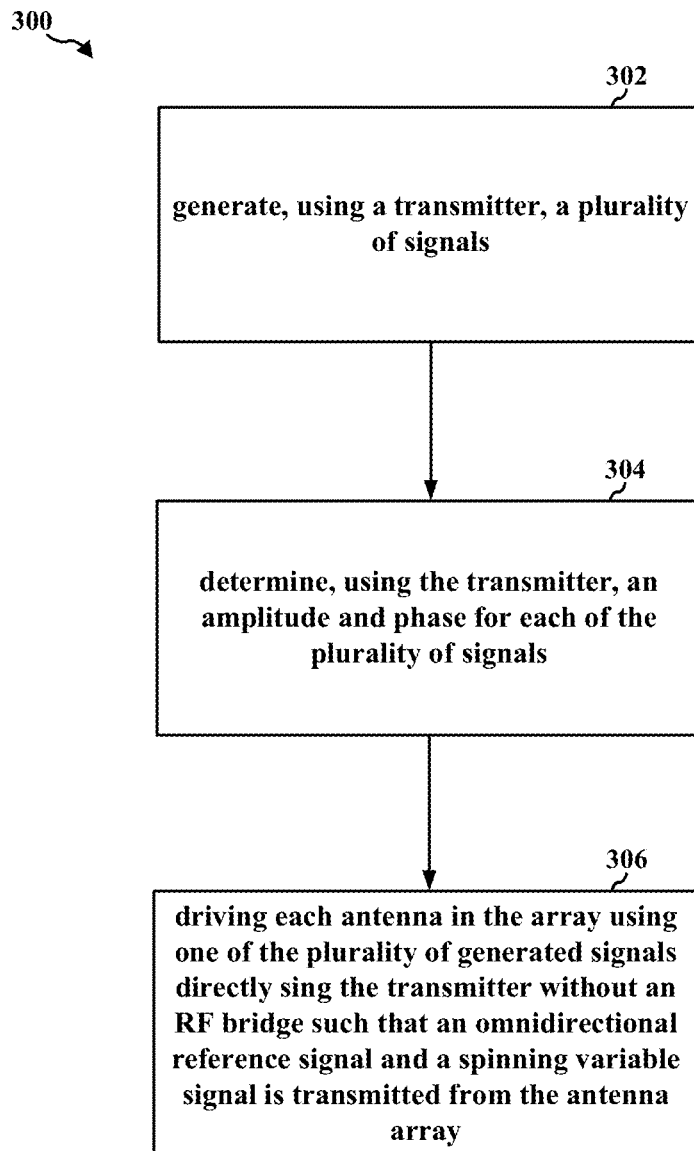 300
302
generate, using a transmitter, a plurality
of signals
304
determine, using the transmitter, an
amplitude and phase for each of the
plurality of signals
306
driving each antenna in the array using
one of the plurality of generated signals
directly sing the transmitter without an
RF bridge such that an omnidirectional
reference signal and a spinning variable
signal is transmitted from the antenna
array